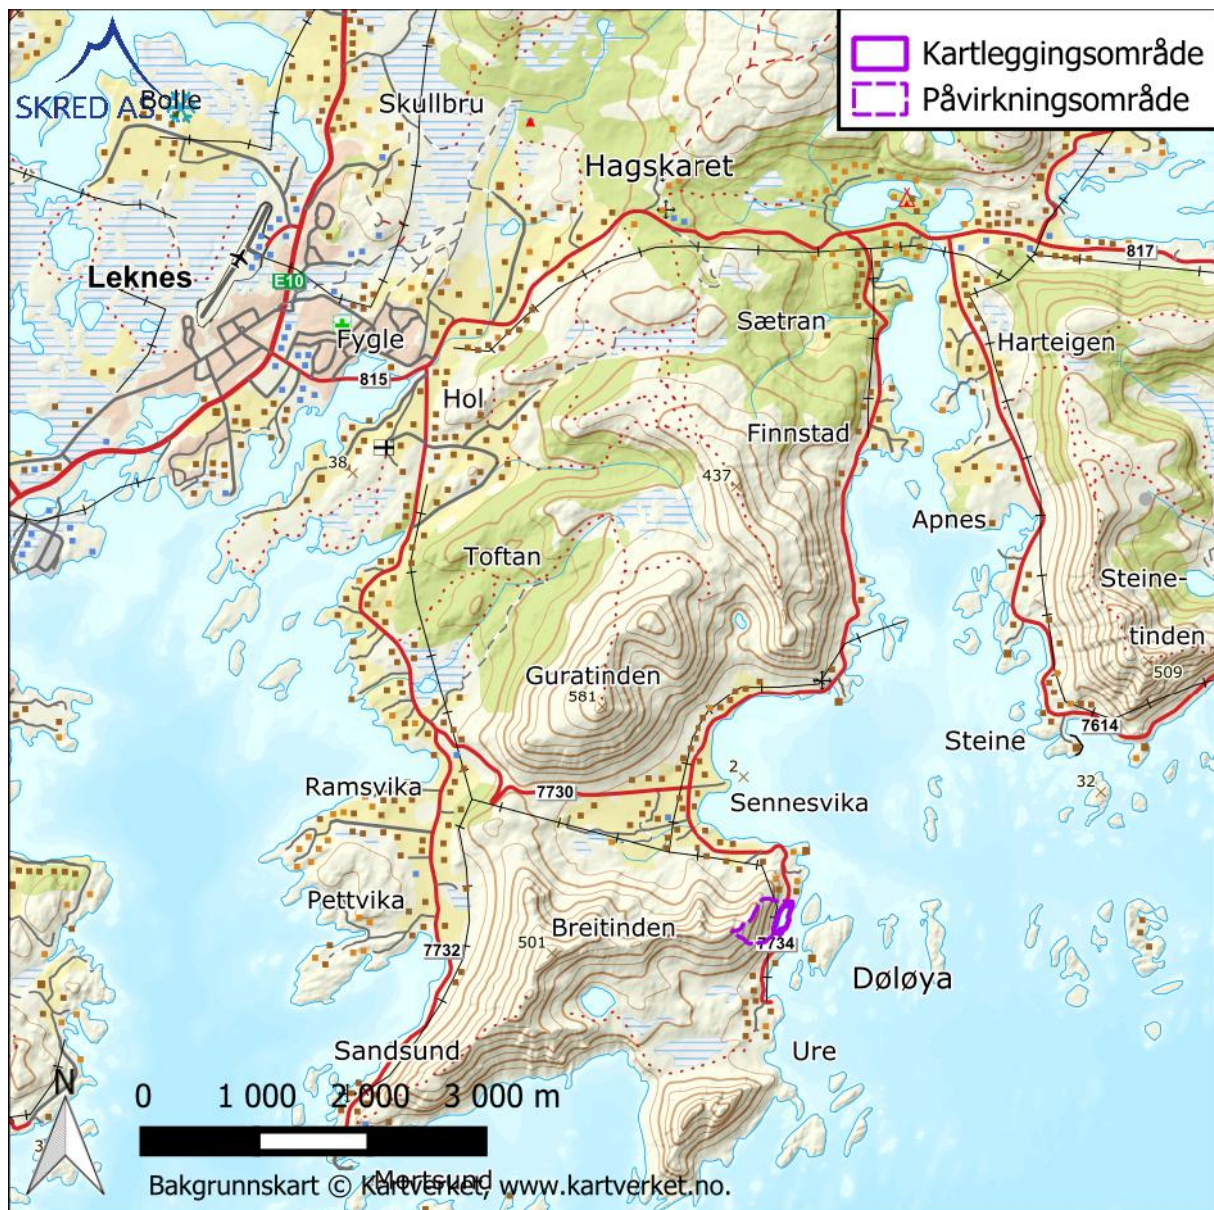 Kartleggingsområde
Påvirkningsområde
SKRED AS
Bolle
Skullbru
Hagskaret
817
Leknes
E10
Sætran
Fygle
Harteigen
815
Hol
Finnstad
38
437
Apnes
Toftan
Steine-
tinden
509
Guratinden
581
7614
Steine
2
32
Ramsvika
7730
Sennesvika
Pettvika
Breitinden
501
7732
7734
Døløya
Sandsund
Ure
N
0 1 000 2 000 3 000 m
Mortsund
Bakgrunnskart © Kartverket, www.kartverket.no.